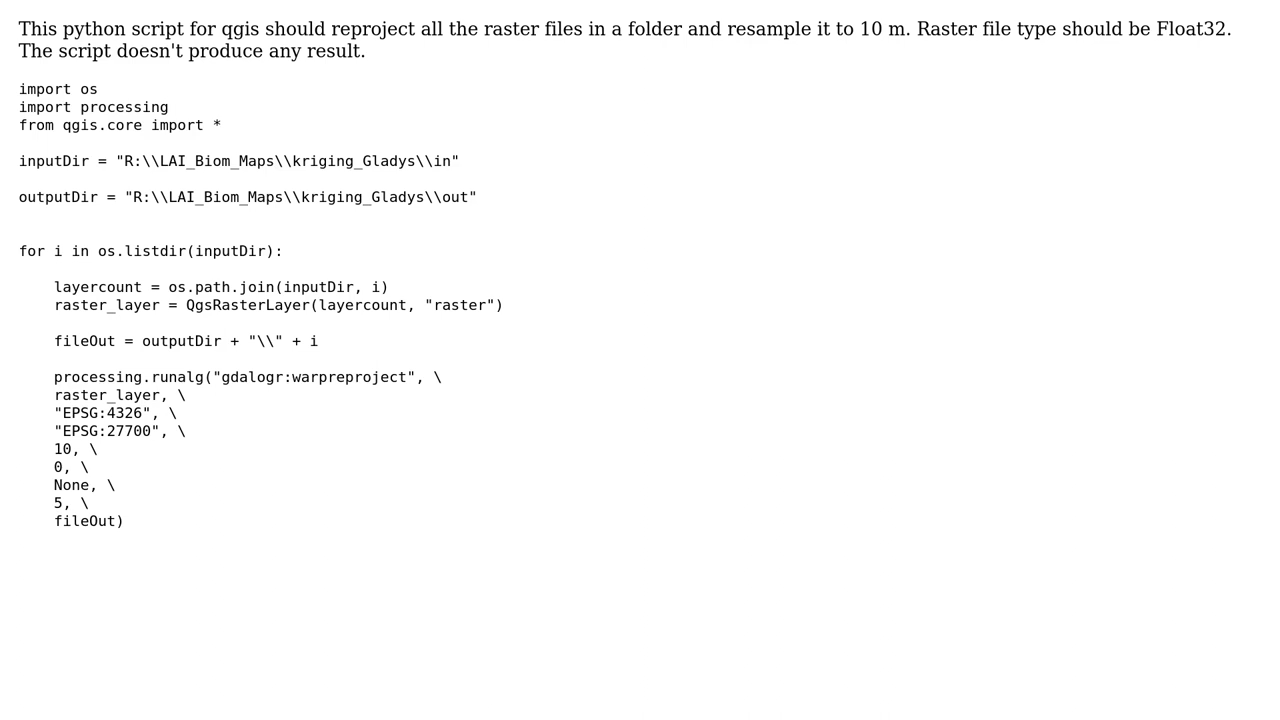 This python script for qgis should reproject all the raster files in a folder and resample it to 10 m. Raster file type should be Float32.
The script doesn't produce any result.
import os
import processing
from qgis.core import *
inputDir = "R:\\LAI_Biom_Maps\\kriging_Gladys\\in"
outputDir = "R:\\LAI_Biom_Maps\\kriging_Gladys\\out"
for i in os.listdir(inputDir):
    layercount = os.path.join(inputDir, i)
    raster_layer = QgsRasterLayer(layercount, "raster")
    fileOut = outputDir + "\\" + i
    processing.runalg("gdalogr:warpreproject", \
    raster_layer, \
    "EPSG:4326", \
    "EPSG:27700", \
    10, \
    0, \
    None, \
    5, \
    fileOut)